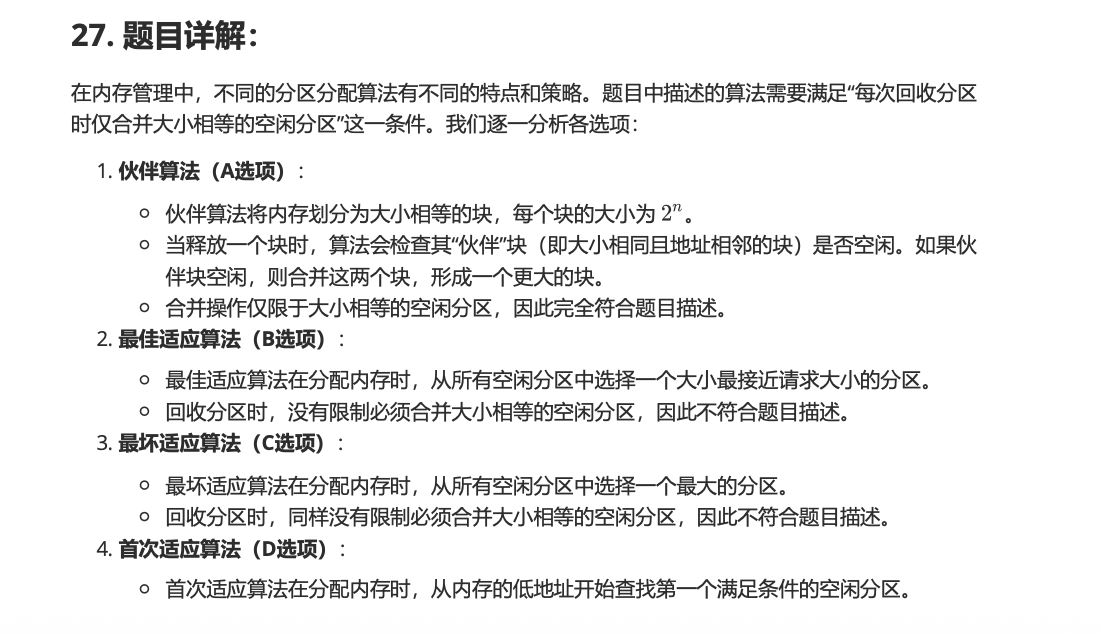 27. 题目详解：
在内存管理中，不同的分区分配算法有不同的特点和策略。题目中描述的算法需要满足“每次回收分区
时仅合并大小相等的空闲分区”这一条件。我们逐一分析各选项：
1. 伙伴算法（A选项）：
○ 伙伴算法将内存划分为大小相等的块，每个块的大小为 2ⁿ。
○ 当释放一个块时，算法会检查其“伙伴”块（即大小相同且地址相邻的块）是否空闲。如果伙
伴块空闲，则合并这两个块，形成一个更大的块。
○ 合并操作仅限于大小相等的空闲分区，因此完全符合题目描述。
2. 最佳适应算法（B选项）：
○ 最佳适应算法在分配内存时，从所有空闲分区中选择一个大小最接近请求大小的分区。
○ 回收分区时，没有限制必须合并大小相等的空闲分区，因此不符合题目描述。
3. 最坏适应算法（C选项）：
○ 最坏适应算法在分配内存时，从所有空闲分区中选择一个最大的分区。
○ 回收分区时，同样没有限制必须合并大小相等的空闲分区，因此不符合题目描述。
4. 首次适应算法（D选项）：
○ 首次适应算法在分配内存时，从内存的低地址开始查找第一个满足条件的空闲分区。